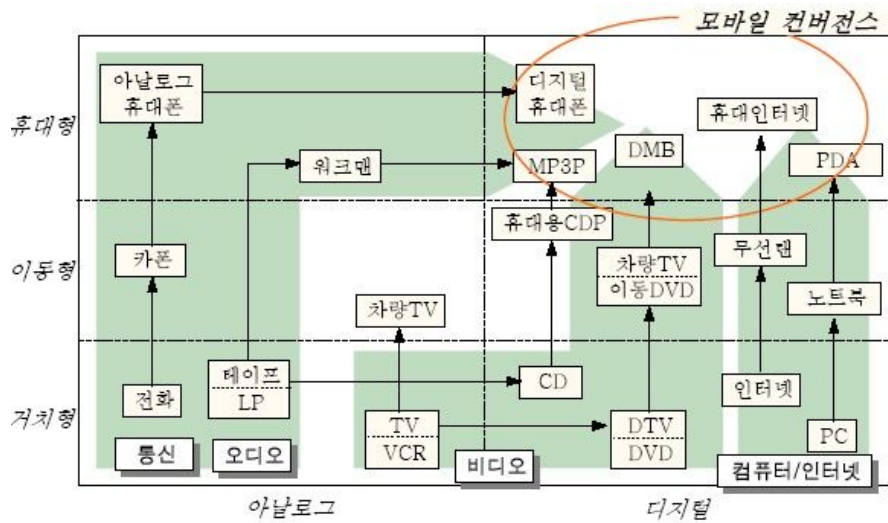 모바일 컨버전스
휴대형
아날로그
휴대폰
디지털
휴대폰
휴대인터넷
워크맨
MP3P
DMB
PDA
이동형
휴대용CDP
카폰
차량TV
이동DVD
무선랜
차량TV
노트북
거치형
전화
테이프
LP
CD
인터넷
TV
VCR
DTV
DVD
PC
통신
오디오
비디오
컴퓨터/인터넷
아날로그
디지털